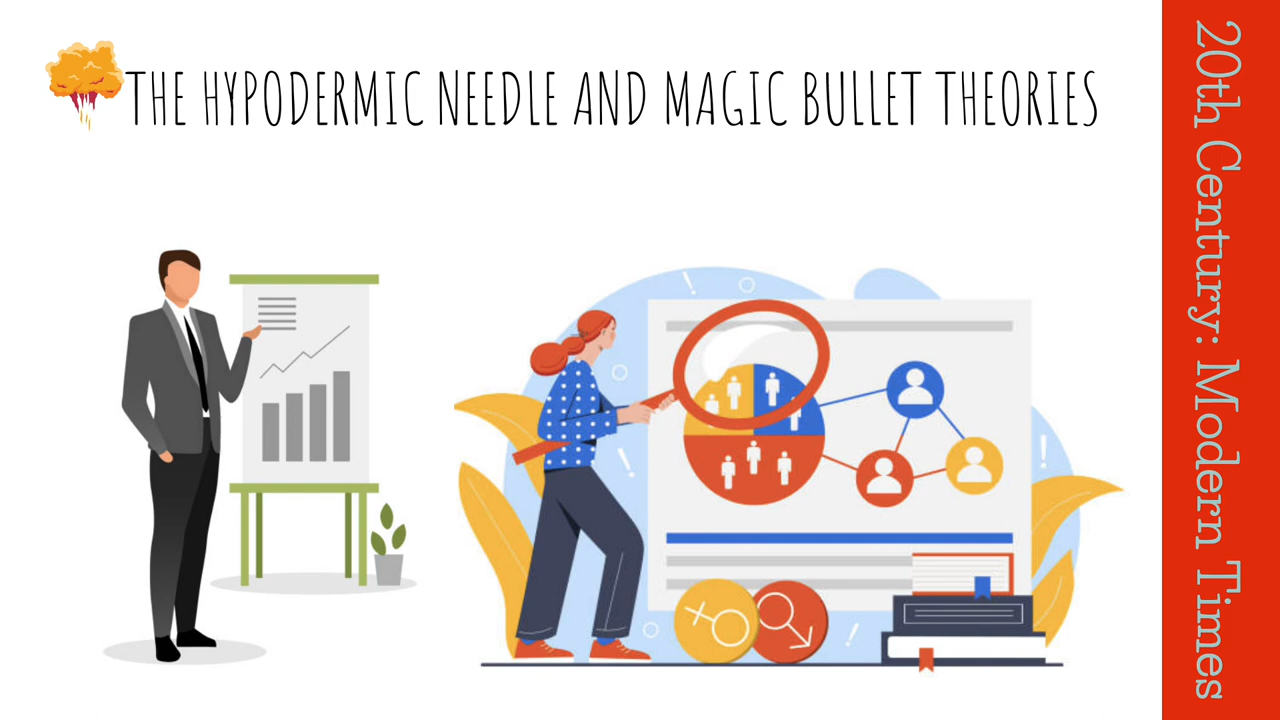 THE HYPODERMIC NEEDLE AND MAGIC BULLET THEORIES
20th Century: Modern Times